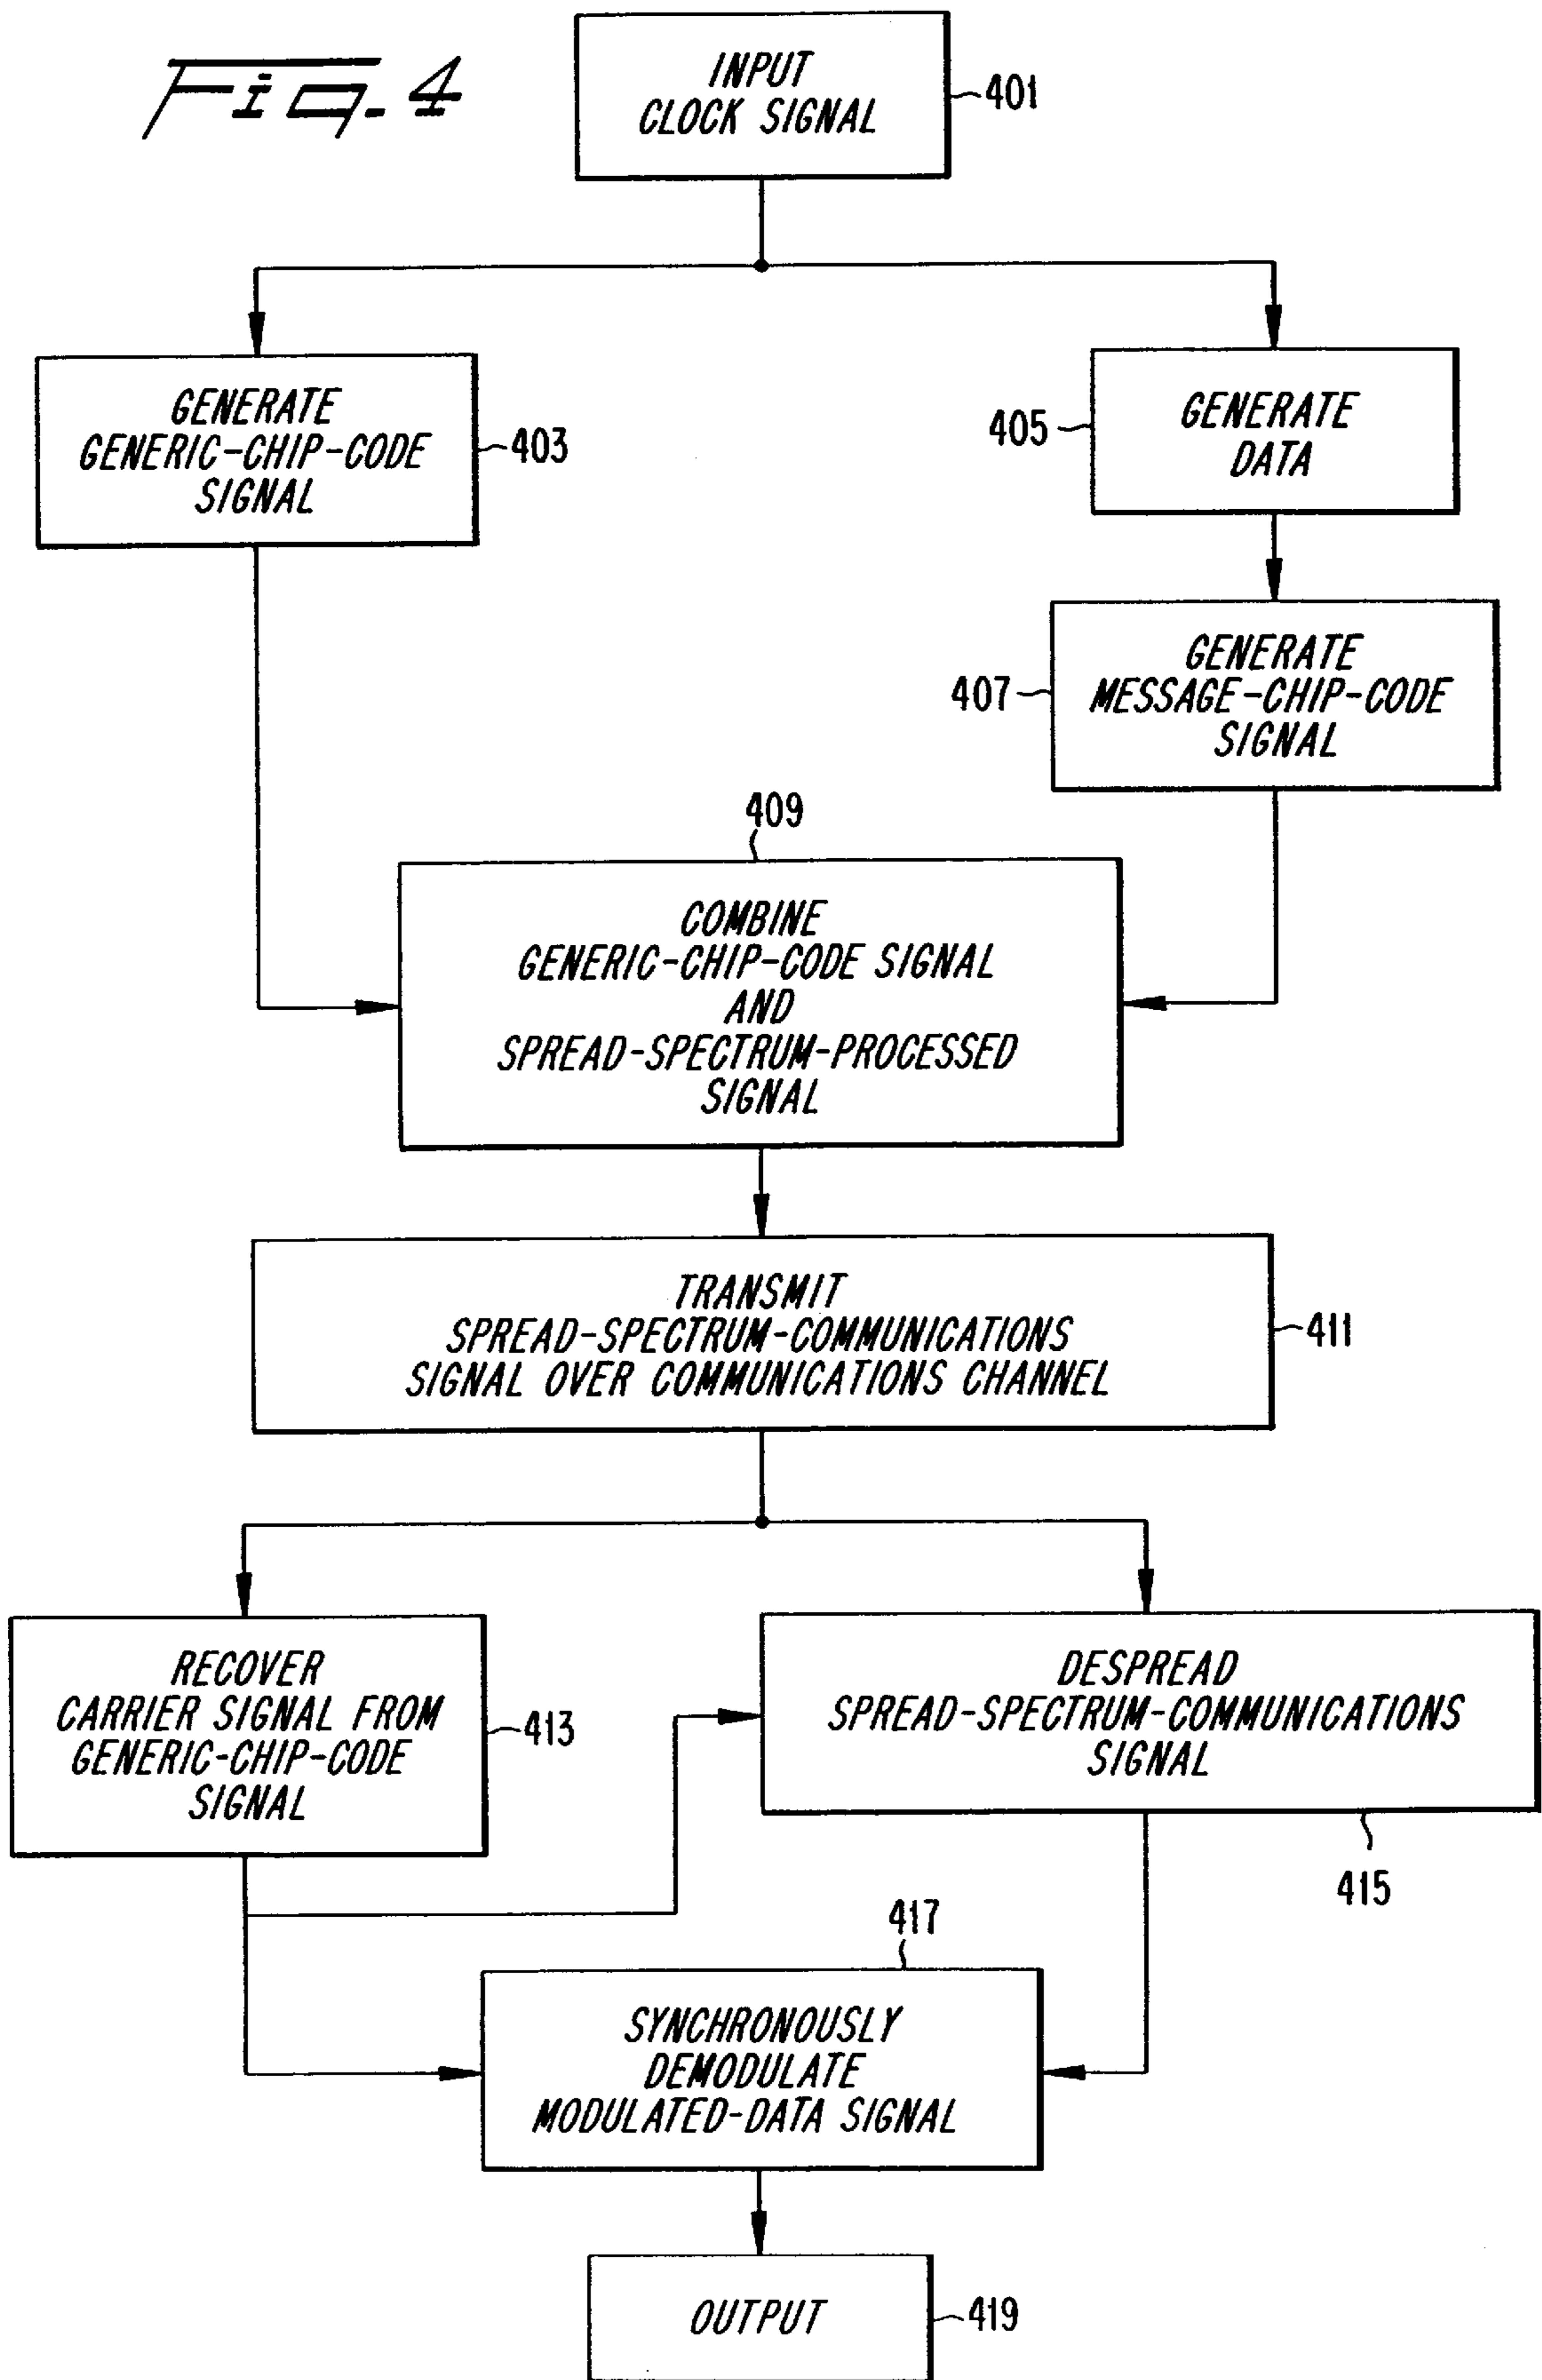 Fig. 4
INPUT
CLOCK SIGNAL
401
GENERATE
GENERIC-CHIP-CODE
SIGNAL
403
405
GENERATE
DATA
407
GENERATE
MESSAGE-CHIP-CODE
SIGNAL
409
COMBINE
GENERIC-CHIP-CODE SIGNAL
AND
SPREAD-SPECTRUM-PROCESSED
SIGNAL
TRANSMIT
SPREAD-SPECTRUM-COMMUNICATIONS
SIGNAL OVER COMMUNICATIONS CHANNEL
411
RECOVER
CARRIER SIGNAL FROM
GENERIC-CHIP-CODE
SIGNAL
413
DESPREAD
SPREAD-SPECTRUM-COMMUNICATIONS
SIGNAL
415
417
SYNCHRONOUSLY
DEMODULATE
MODULATED-DATA SIGNAL
OUTPUT
419